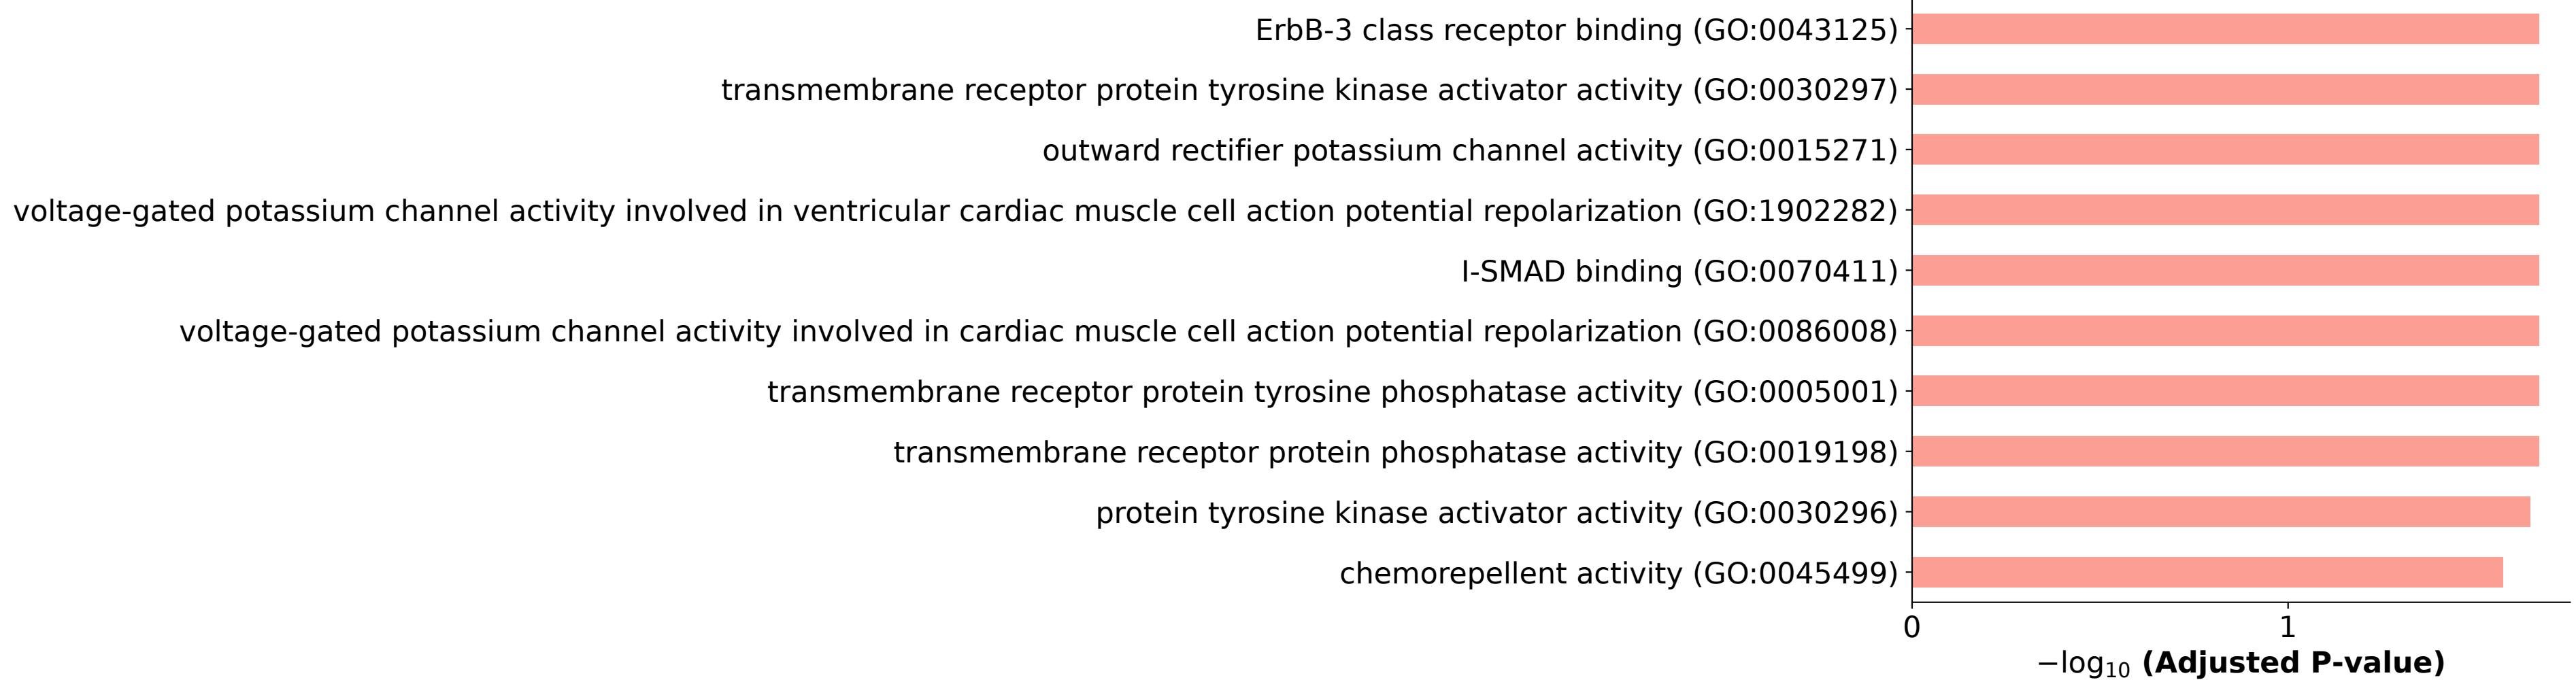 ErbB-3 class receptor binding (GO:0043125)
transmembrane receptor protein tyrosine kinase activator activity (GO:0030297)
outward rectifier potassium channel activity (GO:0015271)
voltage-gated potassium channel activity involved in ventricular cardiac muscle cell action potential repolarization (GO:1902282)
I-SMAD binding (GO:0070411)
voltage-gated potassium channel activity involved in cardiac muscle cell action potential repolarization (GO:0086008)
transmembrane receptor protein tyrosine phosphatase activity (GO:0005001)
transmembrane receptor protein phosphatase activity (GO:0019198)
protein tyrosine kinase activator activity (GO:0030296)
chemorepellent activity (GO:0045499)
0 1
−log₁₀ (Adjusted P-value)